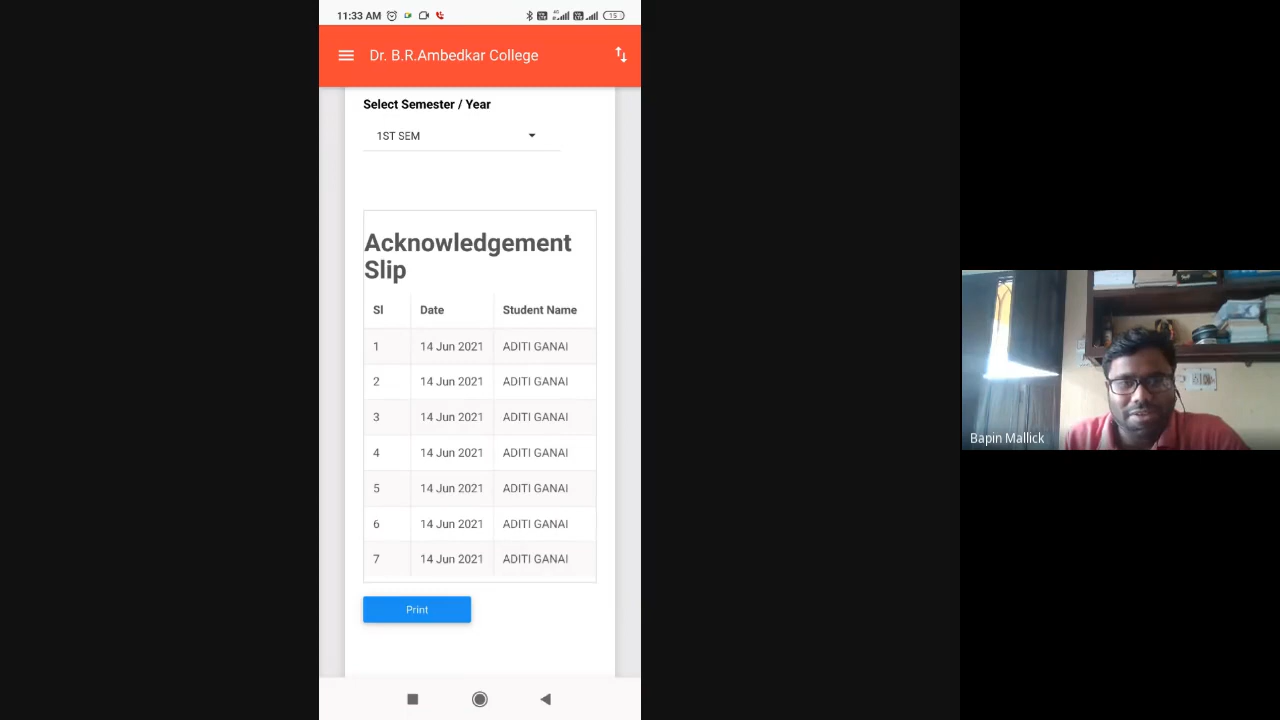 11:33 AM
15
Dr. B.R.Ambedkar College
Select Semester / Year
1ST SEM
Acknowledgement
Slip
Sl Date Student Name
1 14 Jun 2021 ADITI GANAI
2 14 Jun 2021 ADITI GANAI
3 14 Jun 2021 ADITI GANAI
4 14 Jun 2021 ADITI GANAI
5 14 Jun 2021 ADITI GANAI
6 14 Jun 2021 ADITI GANAI
7 14 Jun 2021 ADITI GANAI
Print
Bapin Mallick